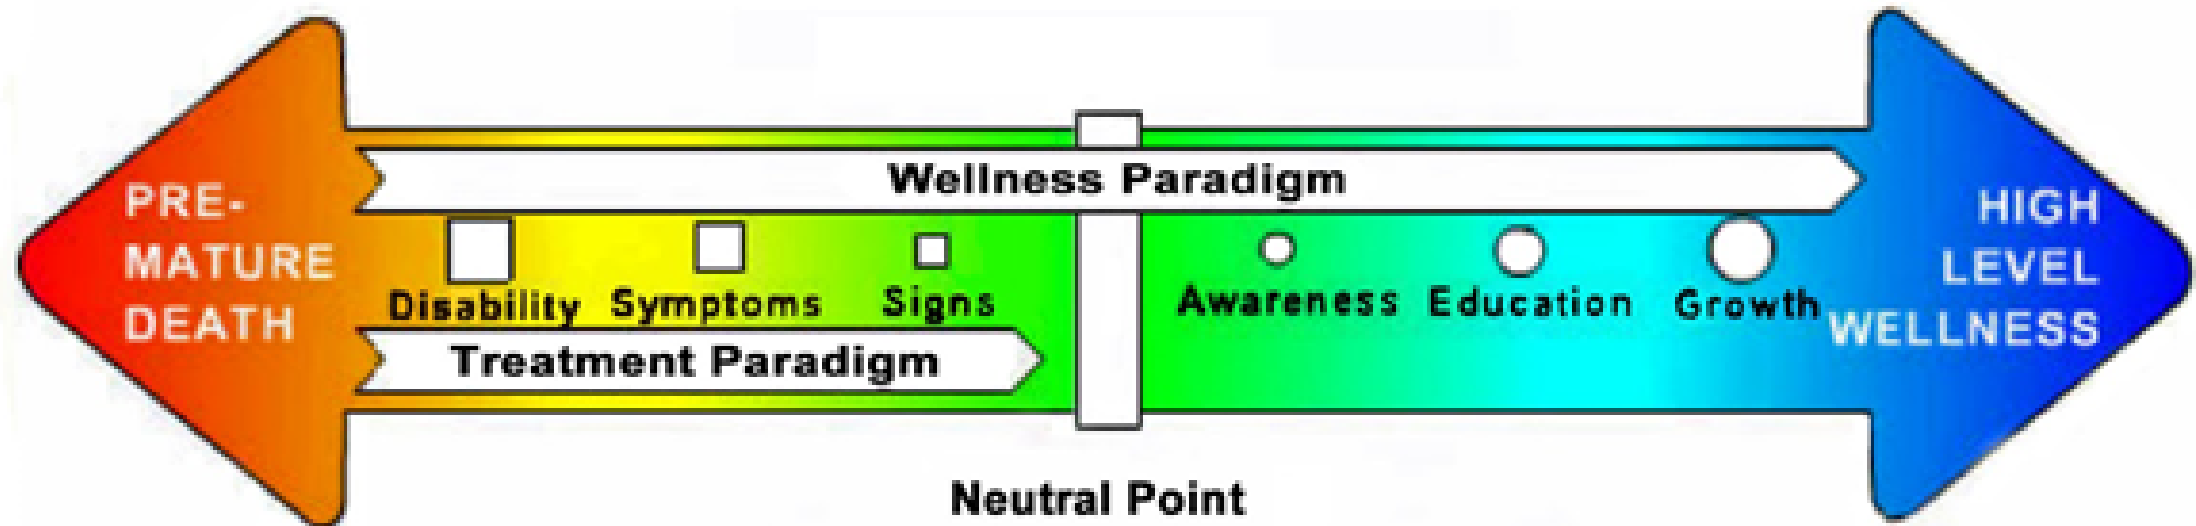 Wellness Paradigm
PRE-
MATURE
DEATH
Disability Symptoms Signs Awareness Education Growth
HIGH
LEVEL
WELLNESS
Treatment Paradigm
Neutral Point